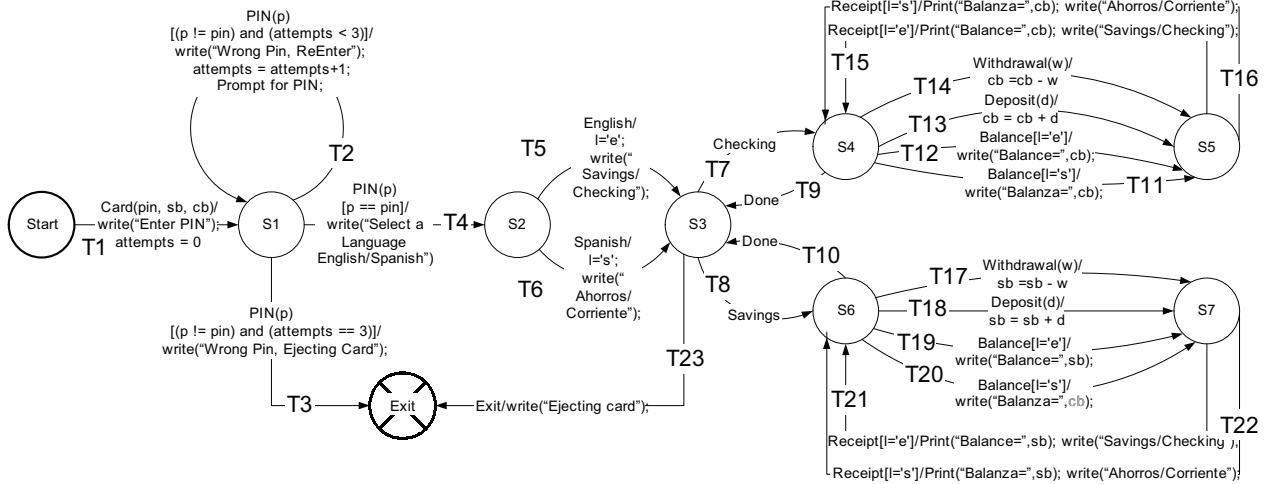 Receipt[l='s']/Print(“Balanza=”,cb); write(“Ahorros/Corriente”);
Receipt[l='e']/Print(“Balance=”,cb); write(“Savings/Checking”);
PIN(p)
[(p != pin) and (attempts < 3)]/
write(“Wrong Pin, ReEnter”);
attempts = attempts+1;
Prompt for PIN;
T2
Start
Card(pin, sb, cb)/
write(“Enter PIN”);
attempts = 0
T1
S1
PIN(p)
[p == pin]/
write(“Select a
Language
English/Spanish”)
T4
S2
T5
English/
l='e';
write(“
Savings/
Checking”);
T6
Spanish/
l='s';
write(“
Ahorros/
Corriente”);
S3
T7
Checking
T9
Done
T10
Done
T8
Savings
S4
T15
T14
Withdrawal(w)/
cb =cb - w
T13
Deposit(d)/
cb = cb + d
T12
Balance[l='e']/
write(“Balance=”,cb);
Balance[l='s']/
write(“Balanza=”,cb);
T11
S5
T16
PIN(p)
[(p != pin) and (attempts == 3)]/
write(“Wrong Pin, Ejecting Card”);
T3
Exit
Exit/write(“Ejecting card”);
T23
S6
T17
Withdrawal(w)/
sb =sb - w
T18
Deposit(d)/
sb = sb + d
T19
Balance[l='e']/
write(“Balance=”,sb);
T20
Balance[l='s']/
write(“Balanza=”,cb);
S7
T21
T22
Receipt[l='e']/Print(“Balance=”,sb); write(“Savings/Checking”);
Receipt[l='s']/Print(“Balanza=”,sb); write(“Ahorros/Corriente”);